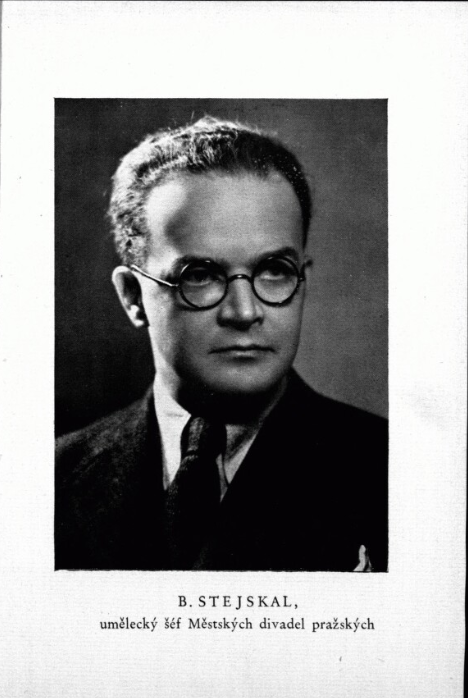 B. STEJSKAL,
umělecký šéf Městských divadel pražských